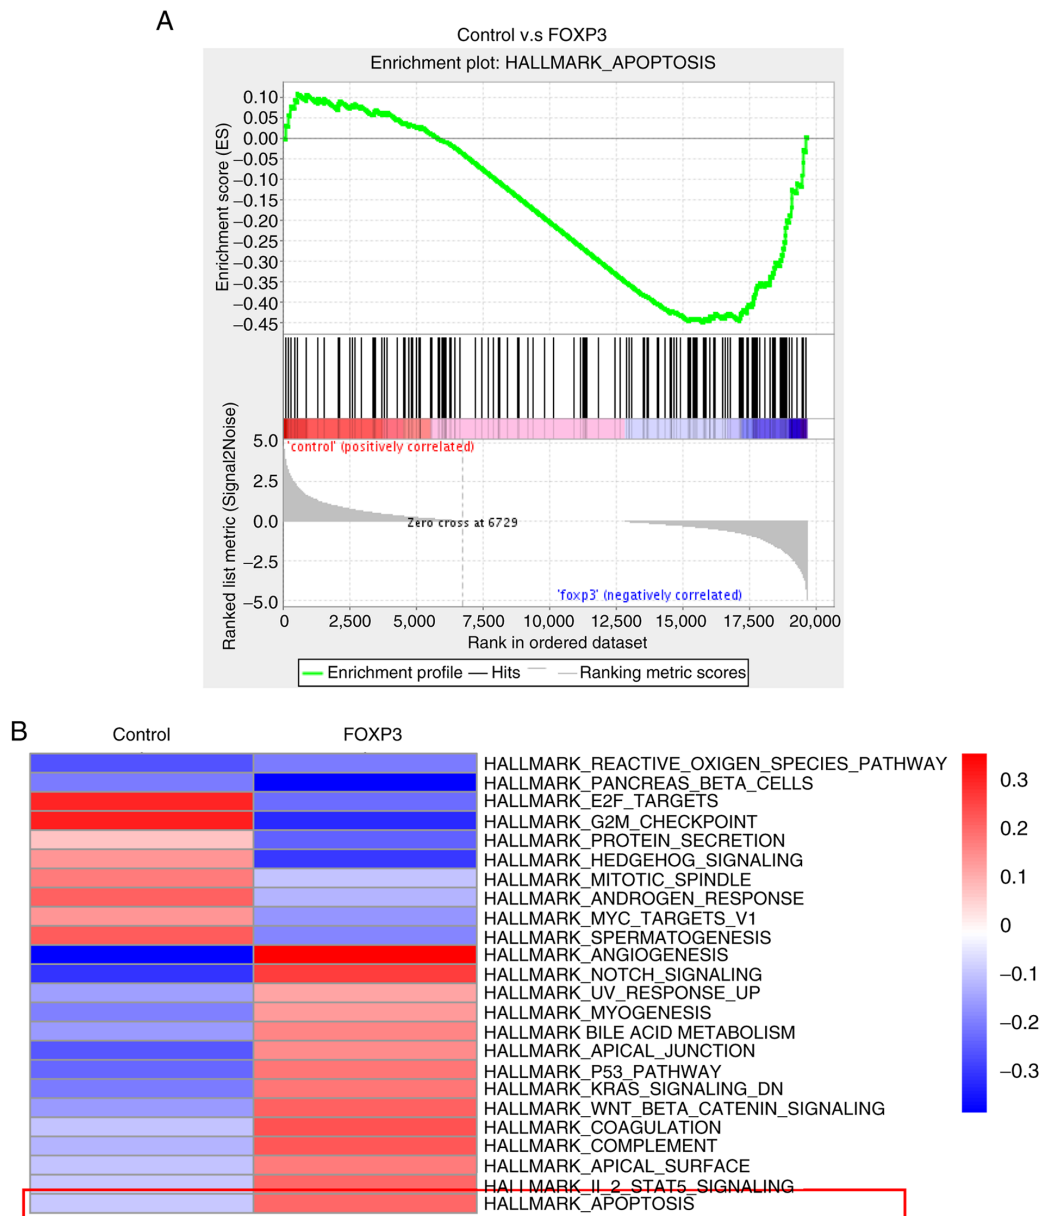 A
Control v.s FOXP3
Enrichment plot: HALLMARK_APOPTOSIS
Enrichment score (ES)
0.10
0.05
0.00
−0.05
−0.10
−0.15
−0.20
−0.25
−0.30
−0.35
−0.40
−0.45
Ranked list metric (Signal2Noise)
5.0
2.5
0.0
−2.5
−5.0
'control' (positively correlated)
Zero cross at 6729
'foxp3' (negatively correlated)
0 2,500 5,000 7,500 10,000 12,500 15,000 17,500 20,000
Rank in ordered dataset
Enrichment profile Hits Ranking metric scores
B
Control FOXP3
HALLMARK_REACTIVE_OXIGEN_SPECIES_PATHWAY
HALLMARK_PANCREAS_BETA_CELLS
HALLMARK_E2F_TARGETS
HALLMARK_G2M_CHECKPOINT
HALLMARK_PROTEIN_SECRETION
HALLMARK_HEDGEHOG_SIGNALING
HALLMARK_MITOTIC_SPINDLE
HALLMARK_ANDROGEN_RESPONSE
HALLMARK_MYC_TARGETS_V1
HALLMARK_SPERMATOGENESIS
HALLMARK_ANGIOGENESIS
HALLMARK_NOTCH_SIGNALING
HALLMARK_UV_RESPONSE_UP
HALLMARK_MYOGENESIS
HALLMARK BILE ACID METABOLISM
HALLMARK_APICAL_JUNCTION
HALLMARK_P53_PATHWAY
HALLMARK_KRAS_SIGNALING_DN
HALLMARK_WNT_BETA_CATENIN_SIGNALING
HALLMARK_COAGULATION
HALLMARK_COMPLEMENT
HALLMARK_APICAL_SURFACE
HALLMARK_IL_2_STAT5_SIGNALING
HALLMARK_APOPTOSIS
0.3
0.2
0.1
0
−0.1
−0.2
−0.3